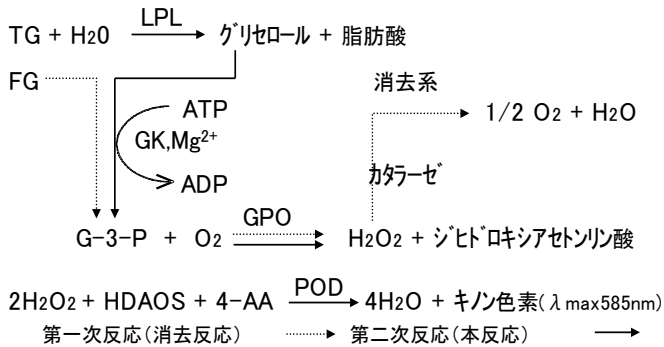 LPL
TG + H₂0 グリセロール + 脂肪酸
FG 消去系
ATP 1/2 O₂ + H₂O
GK,Mg²⁺
カタラーゼ
ADP
GPO
G-3-P + O₂ H₂O₂ + ジヒドロキシアセトンリン酸
POD
2H₂O₂ + HDAOS + 4-AA 4H₂O + キノン色素(λmax585nm)
第一次反応(消去反応) 第二次反応(本反応)